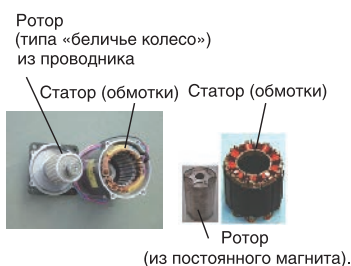 Ротор
(типа «беличье колесо»)
из проводника
Статор (обмотки)
Статор (обмотки)
Ротор
(из постоянного магнита).